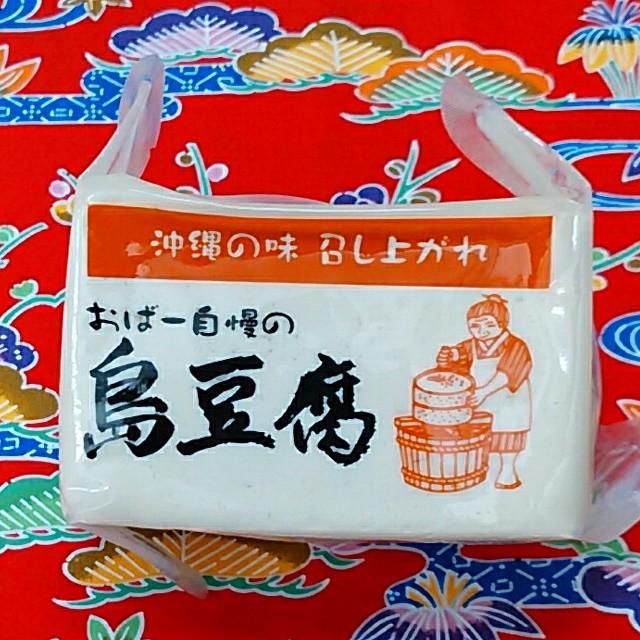 沖縄の味 召し上がれ
おばー自慢の
島豆腐